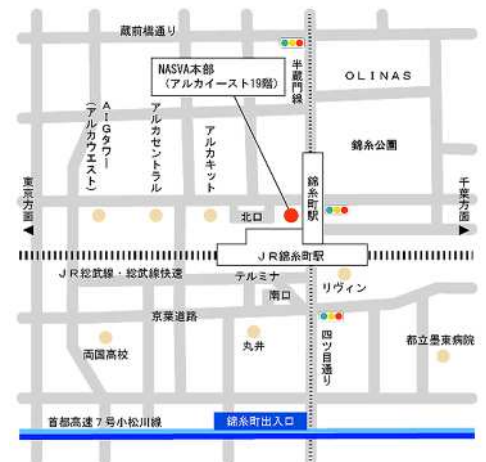 蔵前橋通り
NASVA本部
（アルカイースト19階）
半蔵門線
OLINAS
AIGタワー
（アルカウエスト）
アルカセントラル
アルカキット
錦糸公園
東京方面
北口
錦糸町駅
千葉方面
JR錦糸町駅
JR総武線・総武線快速
テルミナ
南口
リヴィン
京葉道路
両国高校
丸井
四ツ目通り
都立墨東病院
首都高速7号小松川線
錦糸町出入口